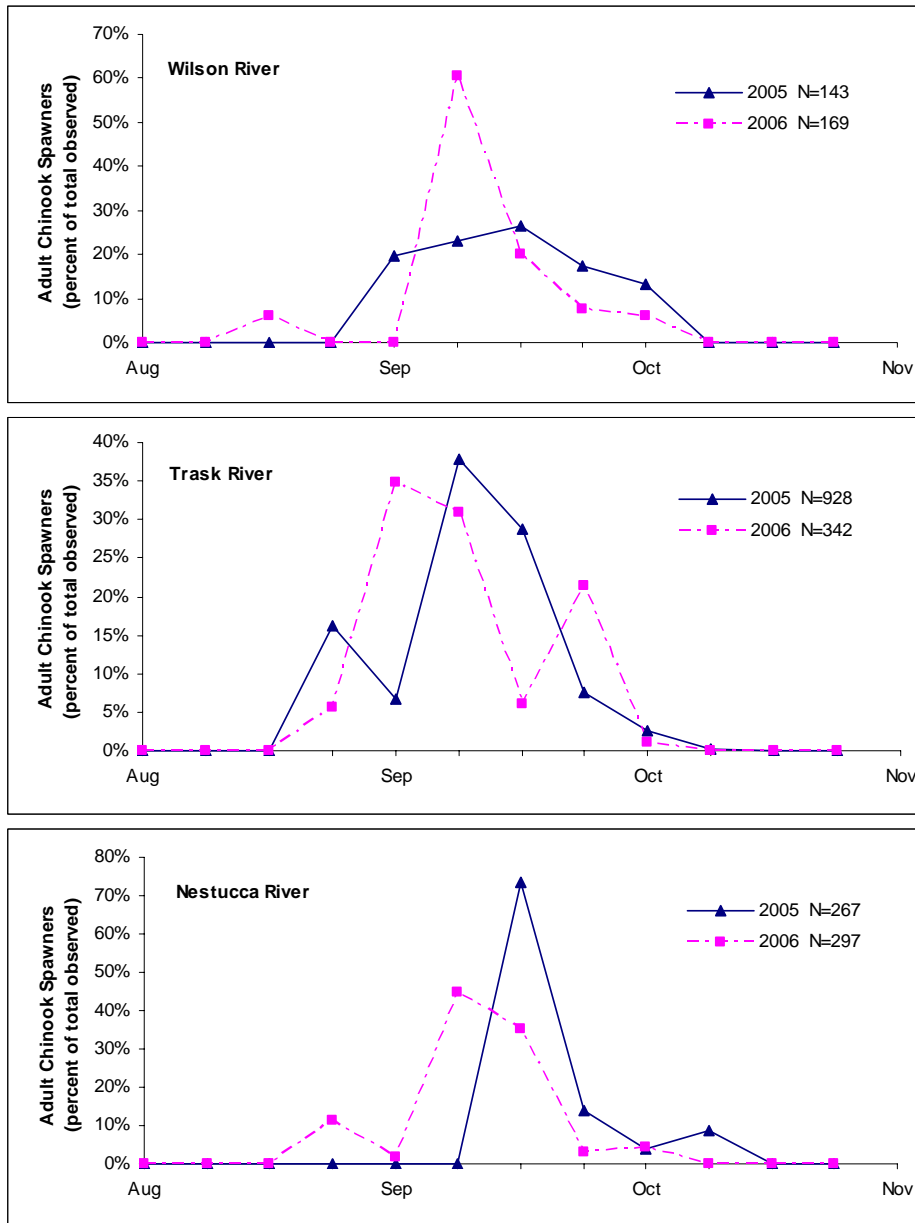 Wilson River
2005 N=143
2006 N=169
Adult Chinook Spawners
(percent of total observed)
70%
60%
50%
40%
30%
20%
10%
0%
Aug Sep Oct Nov
Trask River
2005 N=928
2006 N=342
Adult Chinook Spawners
(percent of total observed)
40%
35%
30%
25%
20%
15%
10%
5%
0%
Aug Sep Oct Nov
Nestucca River
2005 N=267
2006 N=297
Adult Chinook Spawners
(percent of total observed)
80%
70%
60%
50%
40%
30%
20%
10%
0%
Aug Sep Oct Nov